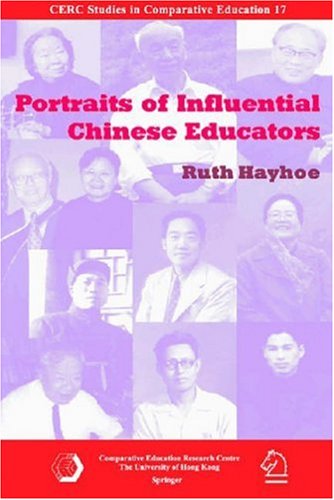 CERC Studies in Comparative Education 17
Portraits of Influential
Chinese Educators
Ruth Hayhoe
Comparative Education Research Centre
The University of Hong Kong
Springer